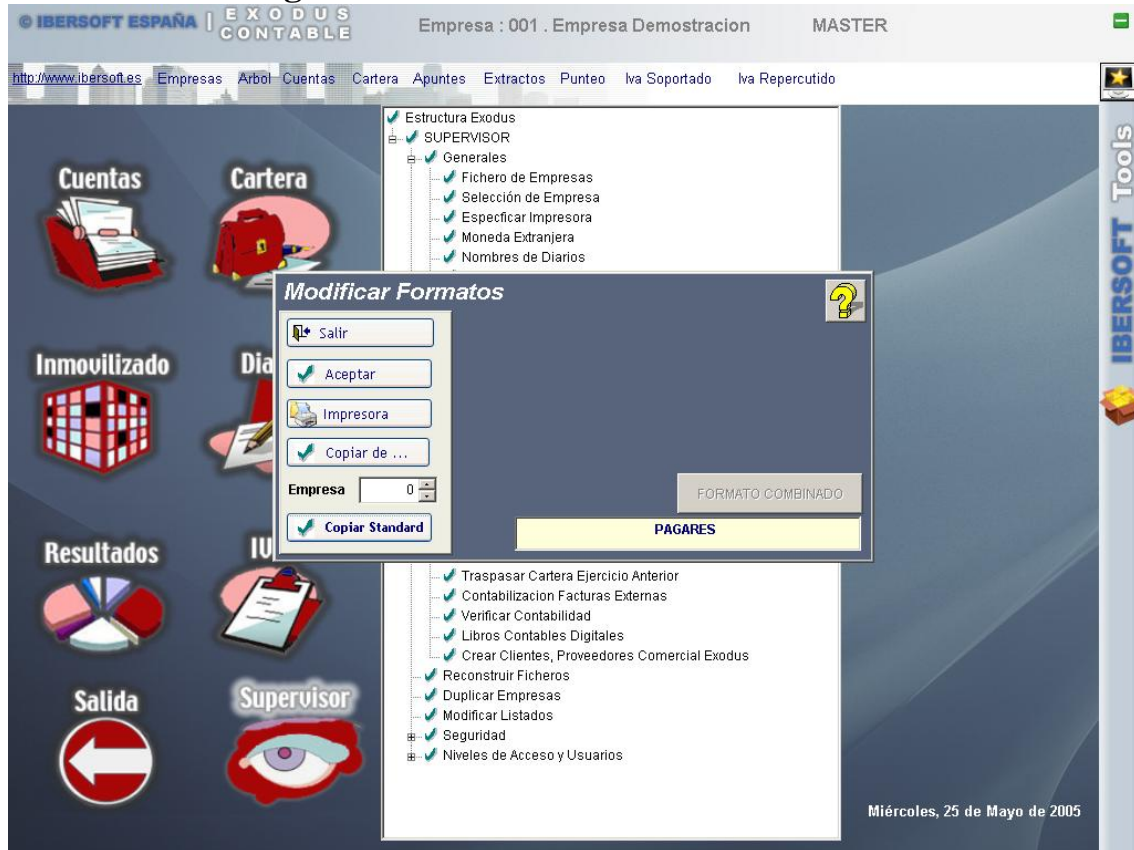 © IBERSOFT ESPAÑA | EXODUS CONTABLE
Empresa : 001 . Empresa Demostracion MASTER
http://www.ibersoft.es Empresas Arbol Cuentas Cartera Apuntes Extractos Punteo Iva Soportado Iva Repercutido
Estructura Exodus
SUPERVISOR
Generales
Fichero de Empresas
Selección de Empresa
Especficar Impresora
Moneda Extranjera
Nombres de Diarios
Cuentas
Cartera
Inmovilizado
Resultados
Salida
Supervisor
Modificar Formatos
Salir
Aceptar
Impresora
Copiar de ...
Empresa 0
Copiar Standard
FORMATO COMBINADO
PAGARES
Traspasar Cartera Ejercicio Anterior
Contabilizacion Facturas Externas
Verificar Contabilidad
Libros Contables Digitales
Crear Clientes, Proveedores Comercial Exodus
Reconstruir Ficheros
Duplicar Empresas
Modificar Listados
Seguridad
Niveles de Acceso y Usuarios
IBERSOFT Tools
Miércoles, 25 de Mayo de 2005